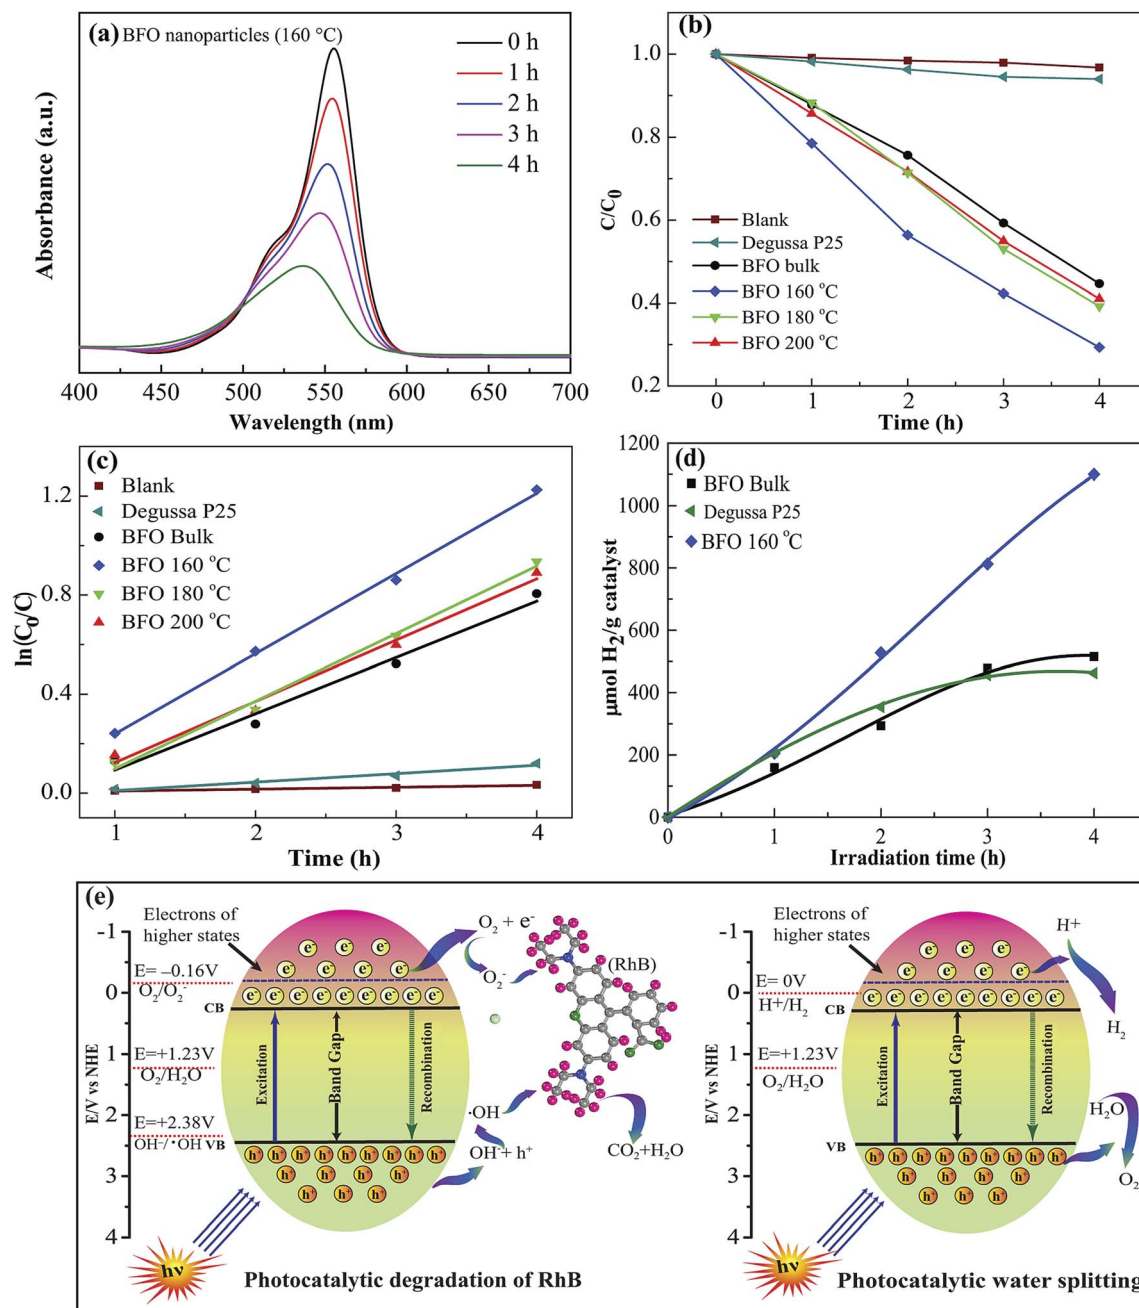 (a) BFO nanoparticles (160 °C)
0 h
1 h
2 h
3 h
4 h
Absorbance (a.u.)
400 450 500 550 600 650 700
Wavelength (nm)
(b)
1.0
0.8
0.6
0.4
0.2
C/C0
Blank
Degussa P25
BFO bulk
BFO 160 °C
BFO 180 °C
BFO 200 °C
0 1 2 3 4
Time (h)
(c)
Blank
Degussa P25
BFO Bulk
BFO 160 °C
BFO 180 °C
BFO 200 °C
1.2
0.8
0.4
0.0
ln(C0/C)
1 2 3 4
Time (h)
(d)
BFO Bulk
Degussa P25
BFO 160 °C
1200
1000
800
600
400
200
0
μmol H2/g catalyst
0 1 2 3 4
Irradiation time (h)
(e)
Electrons of
higher states
-1
0
1
2
3
4
E/V vs NHE
E= –0.16V
O2/O2-
CB
E=+1.23V
O2/H2O
E=+2.38V
OH-/•OH VB
e- e- e-
e- e- e- e-
e- e- e- e- e- e- e- e-
Excitation
Band Gap
Recombination
h+ h+ h+ h+ h+ h+ h+ h+ h+
h+ h+ h+ h+
h+ h+ h+
O2 + e-
O2-
(RhB)
·OH
OH- + h+
CO2+H2O
hν
Photocatalytic degradation of RhB
Electrons of
higher states
-1
0
1
2
3
4
E/V vs NHE
E= 0V
H+/H2
CB
E=+1.23V
O2/H2O
VB
e- e- e-
e- e- e- e-
e- e- e- e- e- e- e- e-
Excitation
Band Gap
Recombination
h+ h+ h+ h+ h+ h+ h+ h+ h+
h+ h+ h+ h+
h+ h+ h+
H+
H2
H2O
O2
hν
Photocatalytic water splitting